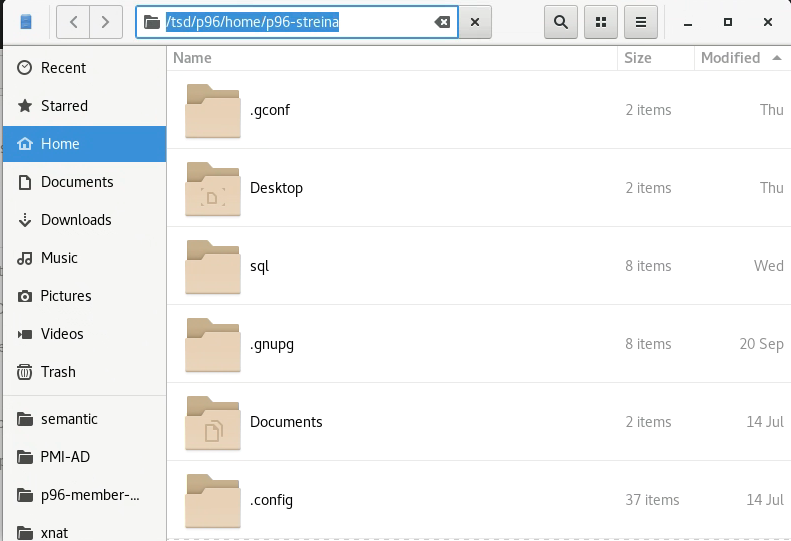 /tsd/p96/home/p96-streina
Name Size Modified
Recent
Starred
Home
Documents
Downloads
Music
Pictures
Videos
Trash
semantic
PMI-AD
p96-member-...
xnat
.gconf 2 items Thu
Desktop 2 items Thu
sql 8 items Wed
.gnupg 8 items 20 Sep
Documents 2 items 14 Jul
.config 37 items 14 Jul